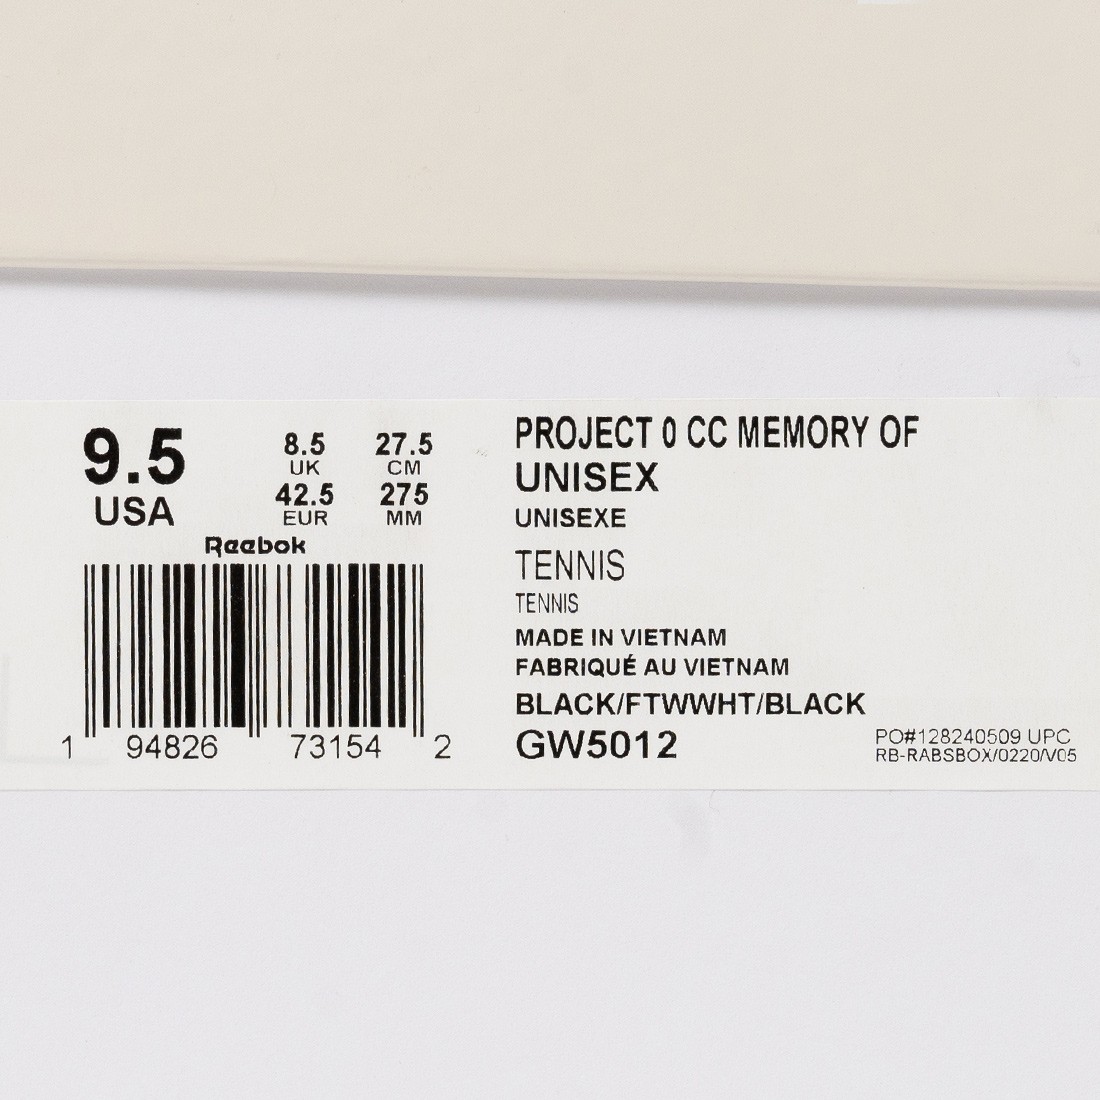 9.5
USA
8.5
UK
27.5
CM
42.5
EUR
275
MM
Reebok
1 94826 73154 2
PROJECT 0 CC MEMORY OF
UNISEX
UNISEXE
TENNIS
TENNIS
MADE IN VIETNAM
FABRIQUÉ AU VIETNAM
BLACK/FTWWHT/BLACK
GW5012
PO#128240509 UPC
RB-RABSBOX/0220/V05